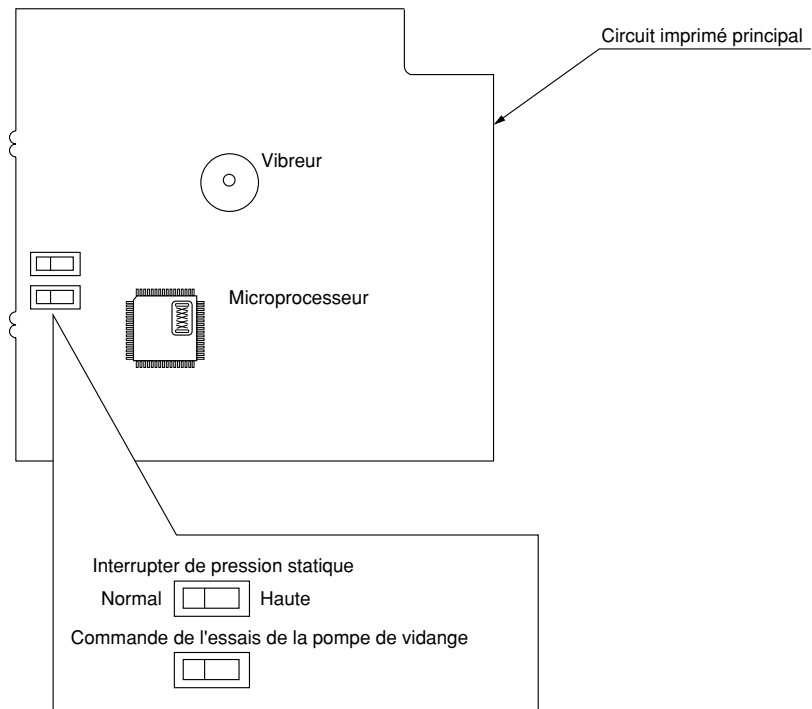 Circuit imprimé principal
Vibreur
Microprocesseur
Interrupter de pression statique
Normal Haute
Commande de l'essais de la pompe de vidange